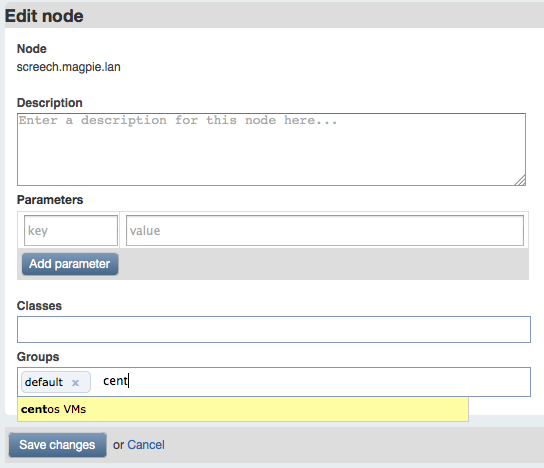 Edit node
Node
screech.magpie.lan
Description
Enter a description for this node here...
Parameters
key value
Add parameter
Classes
Groups
default × cent
centos VMs
Save changes or Cancel